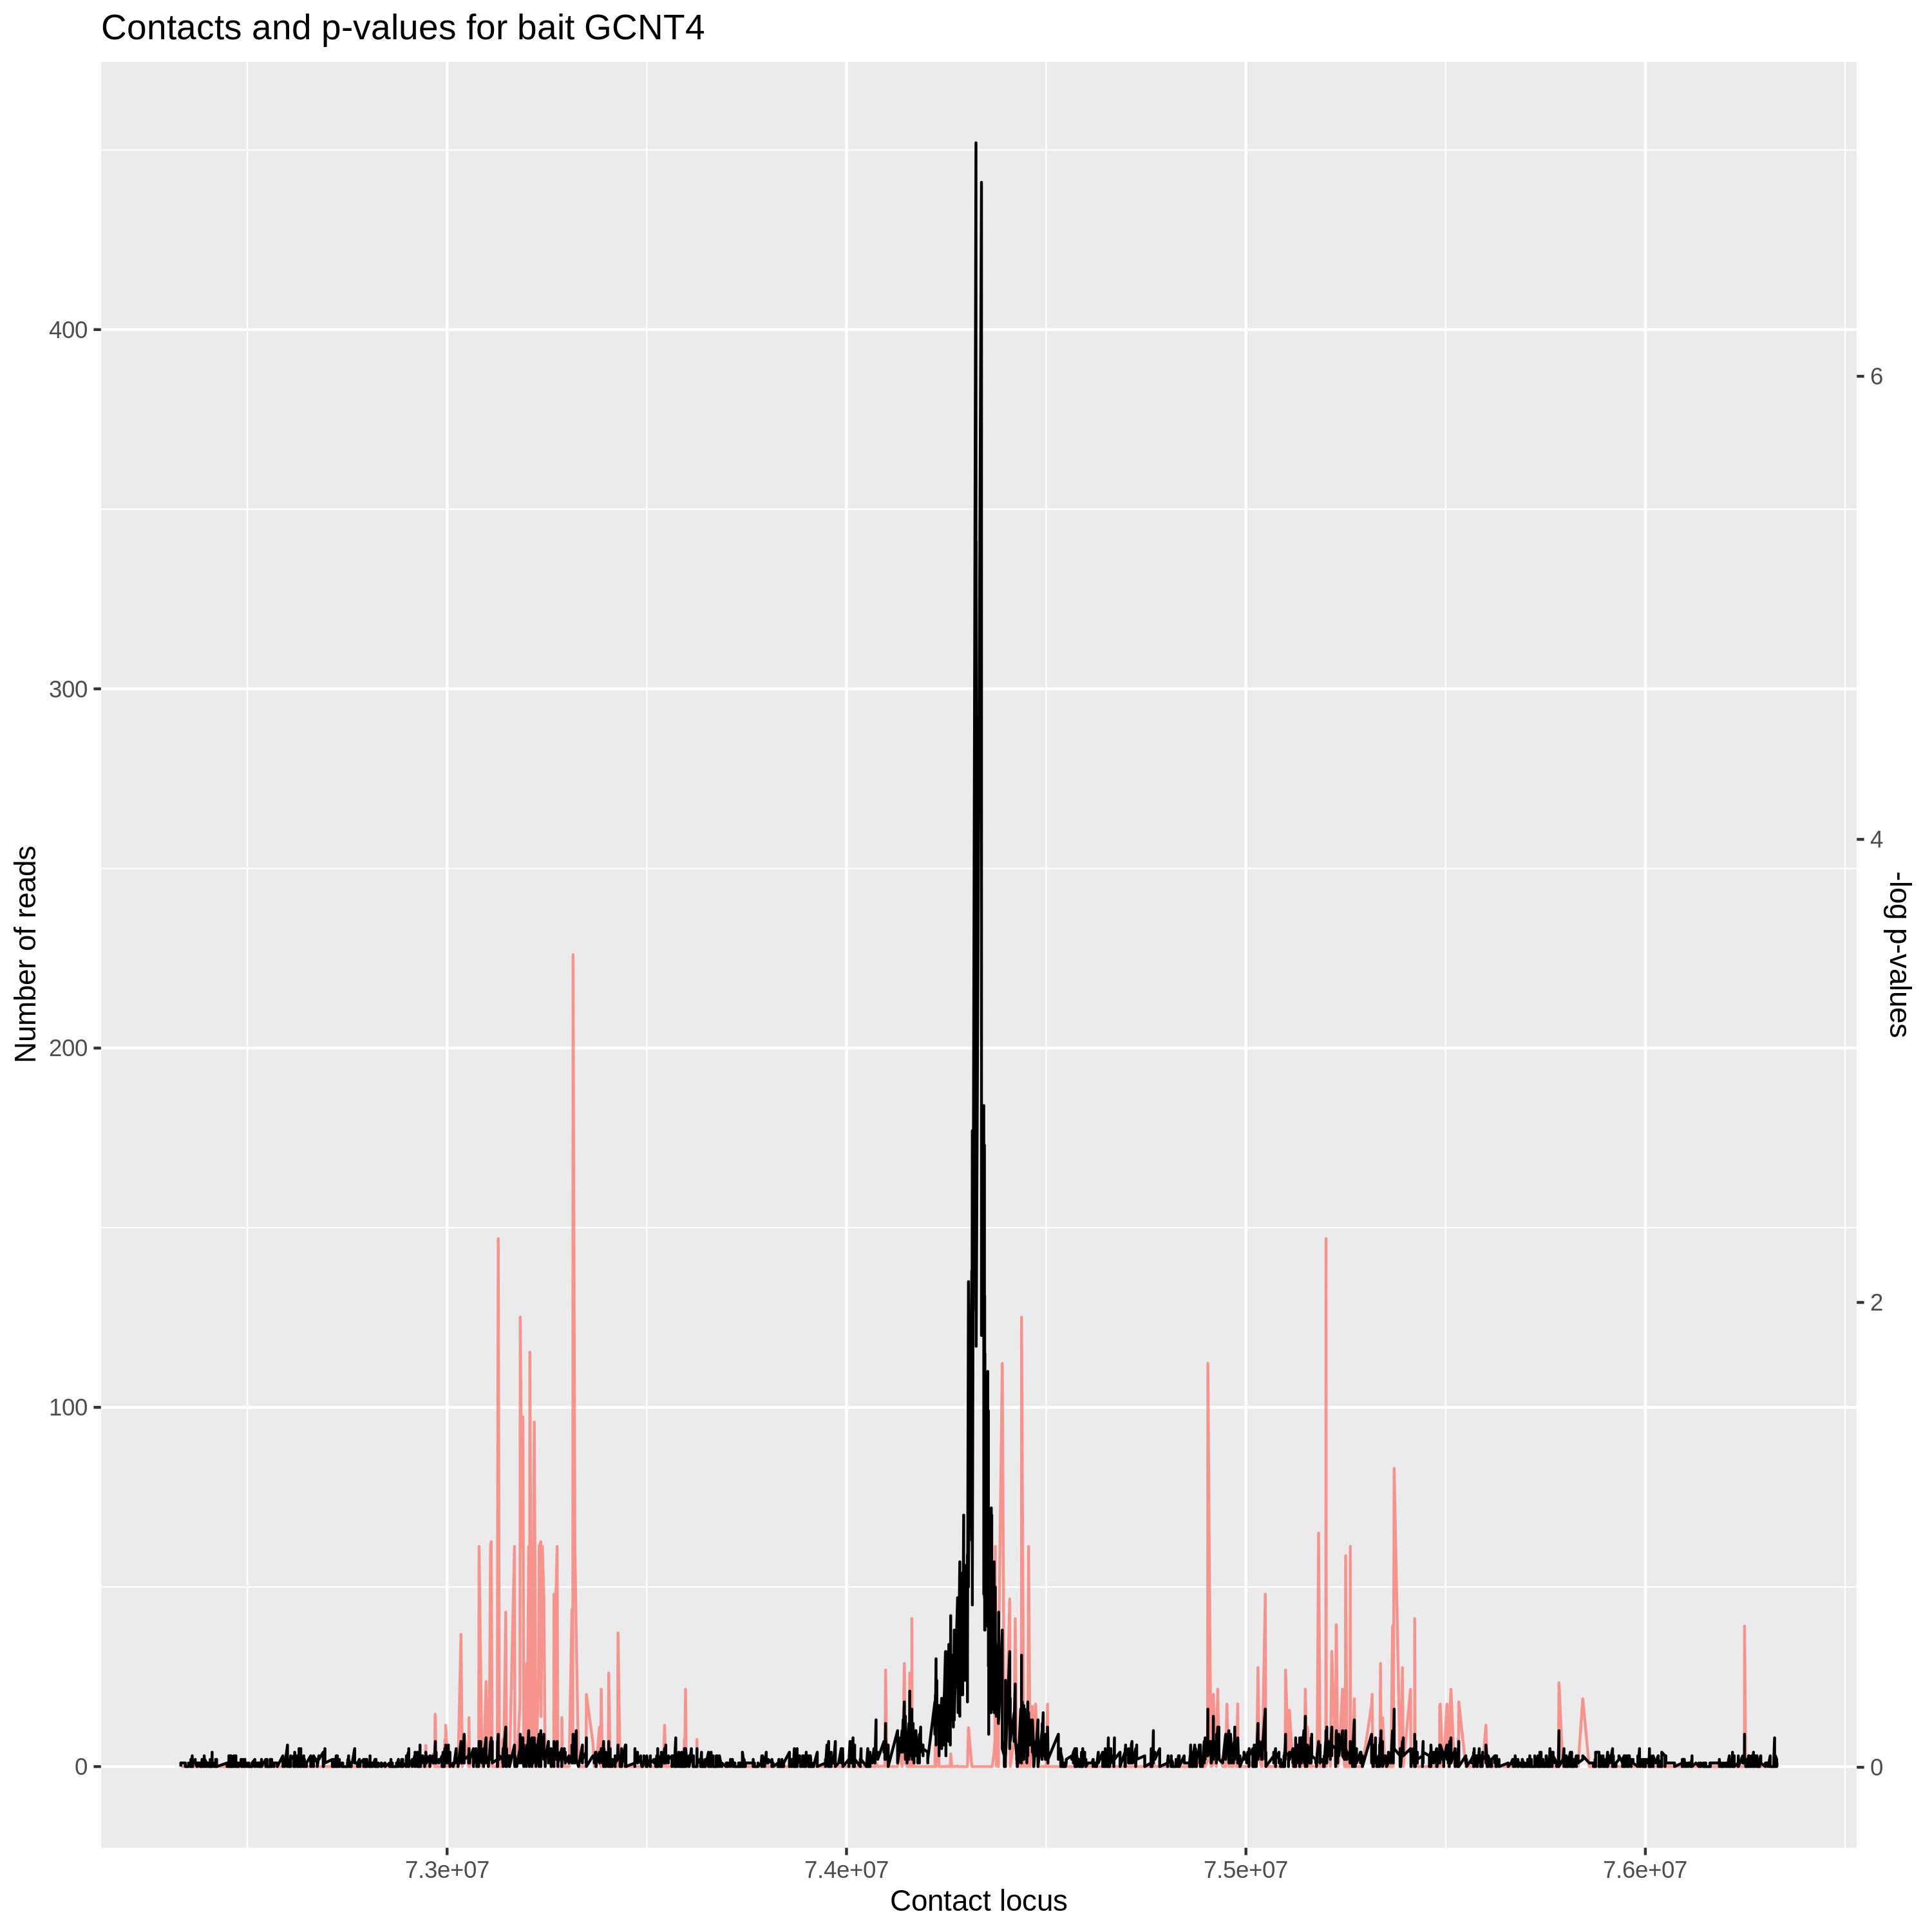 Contacts and p-values for bait GCNT4
400
300
200
100
0
Number of reads
6
4
2
0
-log p-values
7.3e+07 7.4e+07 7.5e+07 7.6e+07
Contact locus